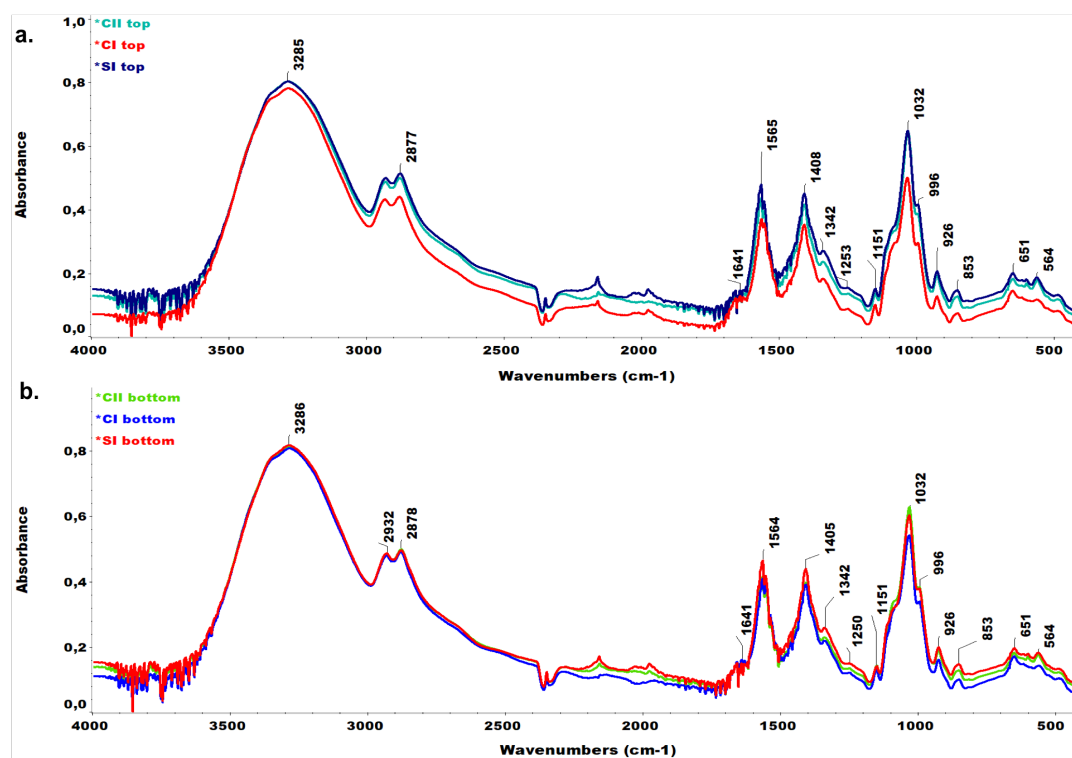 a.
Absorbance
1,0
0,8
0,6
0,4
0,2
0,0
*CII top
*CI top
*SI top
3285
2877
1641
1565
1408
1342
1253
1151
1032
996
926
853
651
564
4000 3500 3000 2500 2000 1500 1000 500
Wavenumbers (cm-1)
b.
Absorbance
0,8
0,6
0,4
0,2
0,0
*CII bottom
*CI bottom
*SI bottom
3286
2932
2878
1641
1564
1405
1342
1250
1151
1032
996
926
853
651
564
4000 3500 3000 2500 2000 1500 1000 500
Wavenumbers (cm-1)